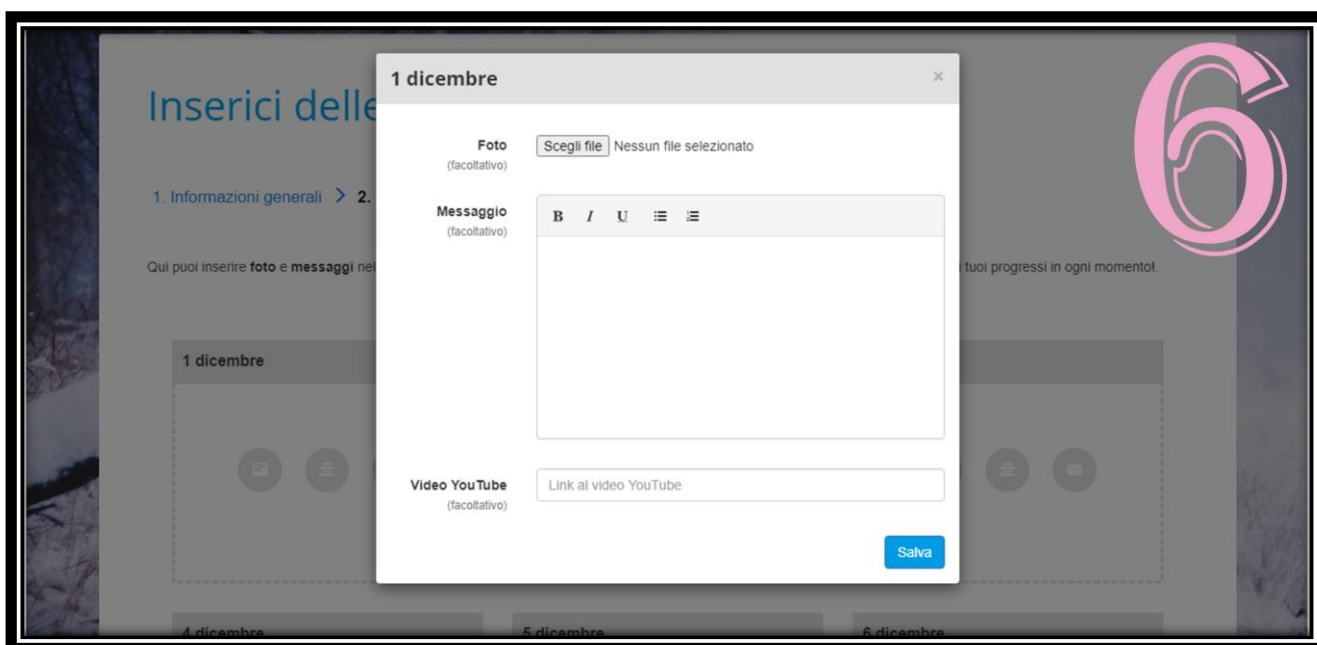 6
1 dicembre ×
Inserici delle
Foto
(facoltativo)
Scegli file Nessun file selezionato
1. Informazioni generali > 2.
Messaggio
(facoltativo)
B I U
Qui puoi inserire foto e messaggi nel
i tuoi progressi in ogni momento!.
1 dicembre
Video YouTube
(facoltativo)
Link al video YouTube
Salva
4 dicembre 5 dicembre 6 dicembre